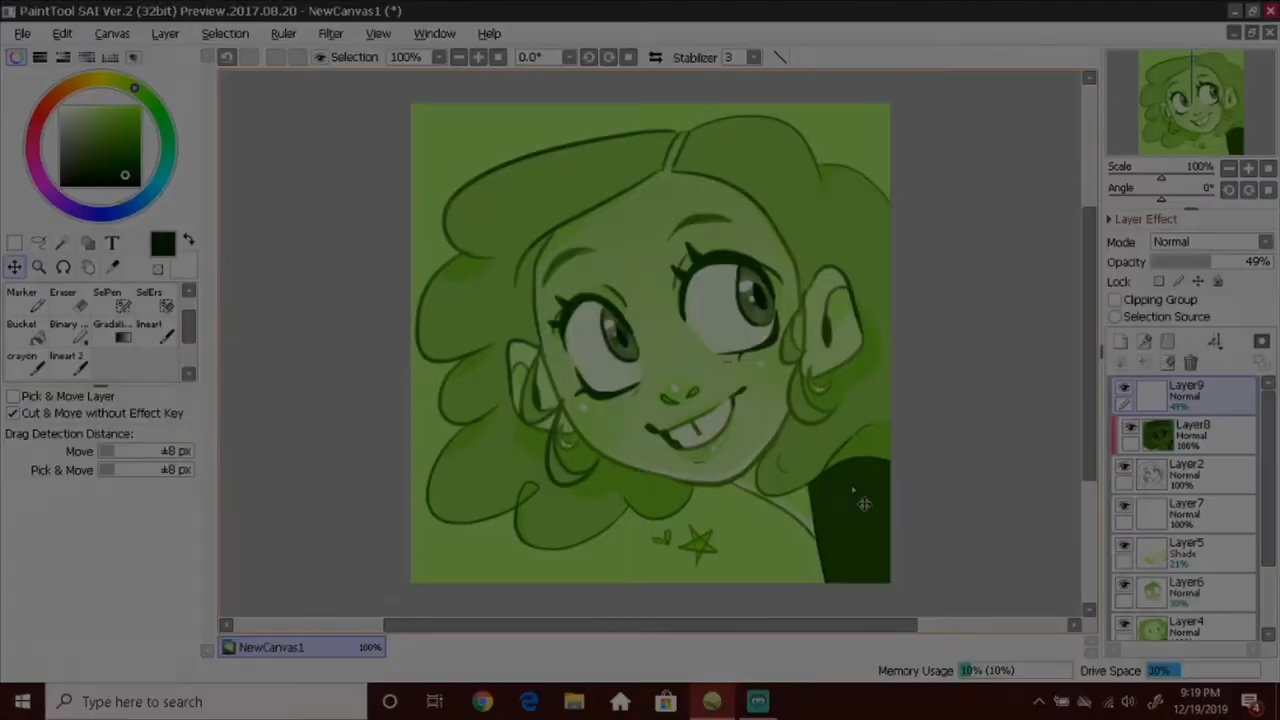 PaintTool SAI Ver.2 (32bit) Preview.2017.08.20 - NewCanvas1 (*)
File Edit Canvas Layer Selection Ruler Filter View Window Help
Selection 100% 0.0° Stabilizer 3
Scale 100%
Angle 0°
Layer Effect
Mode Normal
Opacity 49%
Lock
Clipping Group
Selection Source
T
Marker Eraser SelPen SelErs
Bucket Binary ... Gradati... lineart
crayon lineart 2
Pick & Move Layer
Cut & Move without Effect Key
Drag Detection Distance:
Move ±8 px
Pick & Move ±8 px
Layer9
Normal
49%
Layer8
Normal
100%
Layer2
Normal
100%
Layer7
Normal
100%
Layer5
Shade
21%
Layer6
Normal
30%
Layer4
Normal
NewCanvas1 100%
Memory Usage 10% (10%) Drive Space 30%
Type here to search
9:19 PM
12/19/2019
4